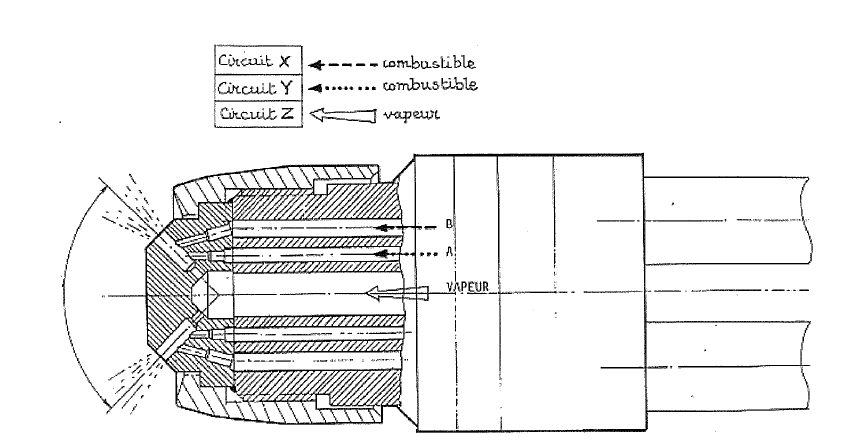 Circuit X combustible
Circuit Y combustible
Circuit Z vapeur
B
A
VAPEUR